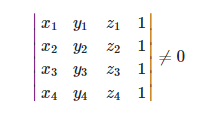 | x₁ y₁ z₁ 1 |
| x₂ y₂ z₂ 1 |
| x₃ y₃ z₃ 1 | ≠ 0
| x₄ y₄ z₄ 1 |